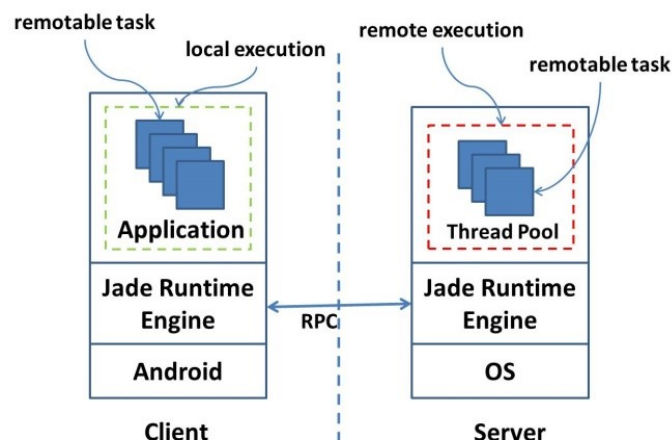 remotable task
local execution
remote execution
remotable task
Application
Thread Pool
Jade Runtime
Engine
RPC
Jade Runtime
Engine
Android
OS
Client
Server